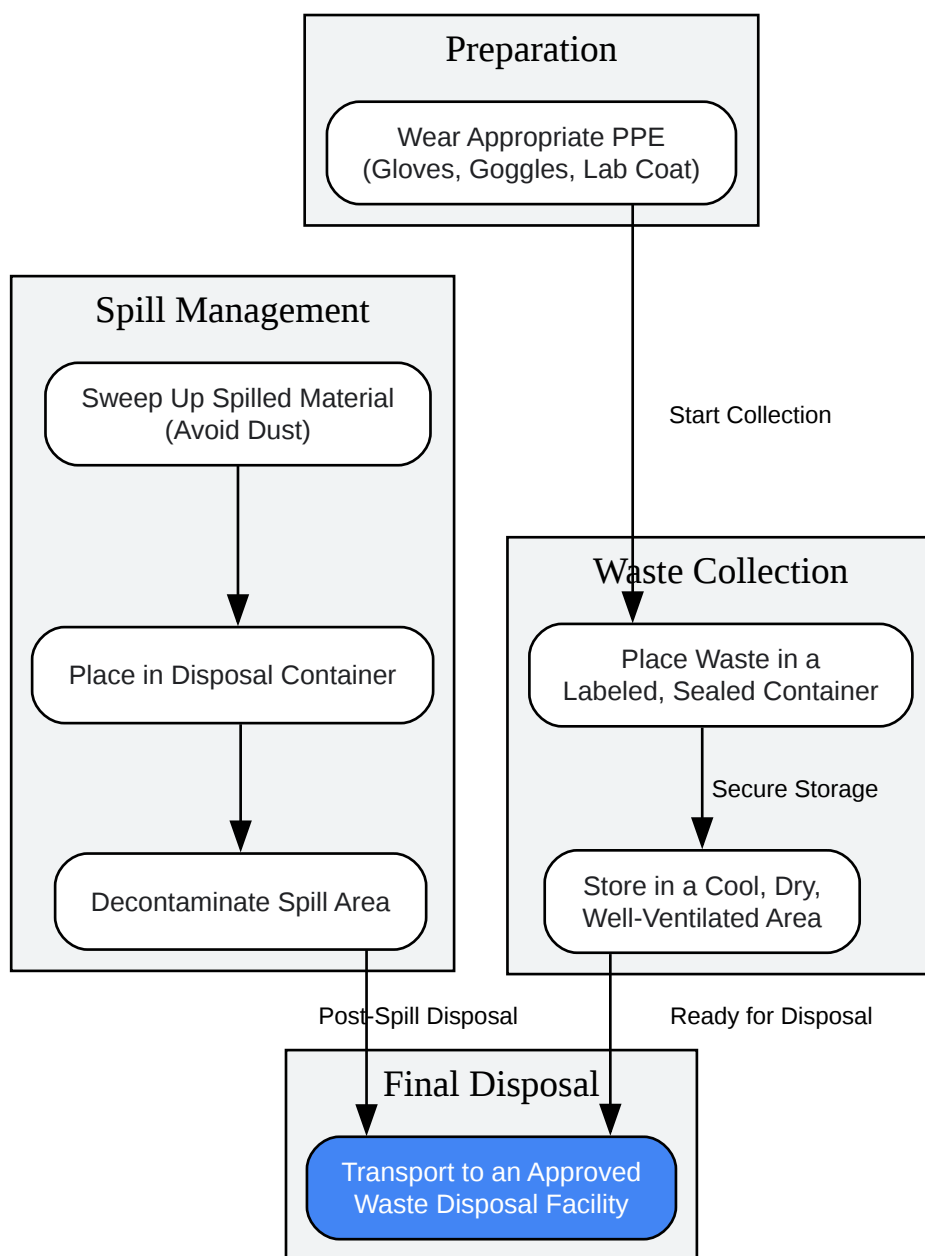 Preparation
Wear Appropriate PPE
(Gloves, Goggles, Lab Coat)
Spill Management
Sweep Up Spilled Material
(Avoid Dust)
Start Collection
Waste Collection
Place in Disposal Container
Place Waste in a
Labeled, Sealed Container
Secure Storage
Decontaminate Spill Area
Store in a Cool, Dry,
Well-Ventilated Area
Post-Spill Disposal
Ready for Disposal
Final Disposal
Transport to an Approved
Waste Disposal Facility